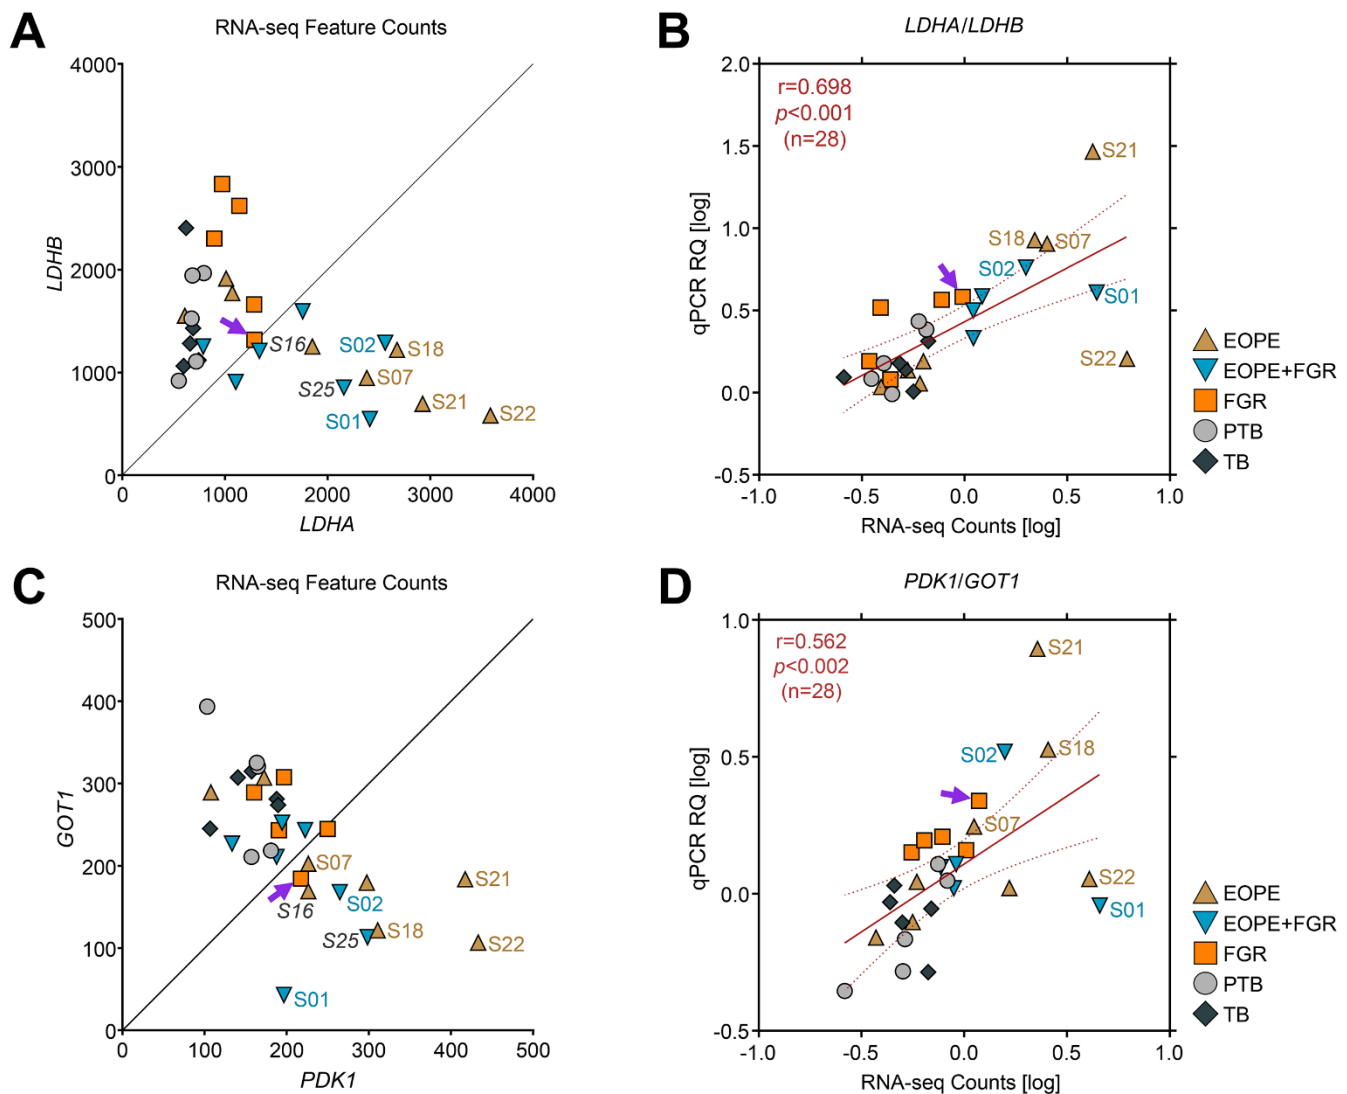 A
RNA-seq Feature Counts
4000
3000
2000
1000
0
LDHB
S16
S02
S18
S25
S07
S01
S21
S22
0
1000
2000
3000
4000
LDHA
B
LDHA/LDHB
2.0
1.5
1.0
0.5
0.0
-0.5
qPCR RQ [log]
r=0.698
p<0.001
(n=28)
S21
S18
S07
S02
S01
S22
-1.0
-0.5
0.0
0.5
1.0
RNA-seq Counts [log]
EOPE
EOPE+FGR
FGR
PTB
TB
C
RNA-seq Feature Counts
500
400
300
200
100
0
GOT1
S07
S21
S16
S02
S25
S18
S22
S01
0
100
200
300
400
500
PDK1
D
PDK1/GOT1
1.0
0.5
0.0
-0.5
qPCR RQ [log]
r=0.562
p<0.002
(n=28)
S21
S02
S18
S07
S22
S01
-1.0
-0.5
0.0
0.5
1.0
RNA-seq Counts [log]
EOPE
EOPE+FGR
FGR
PTB
TB